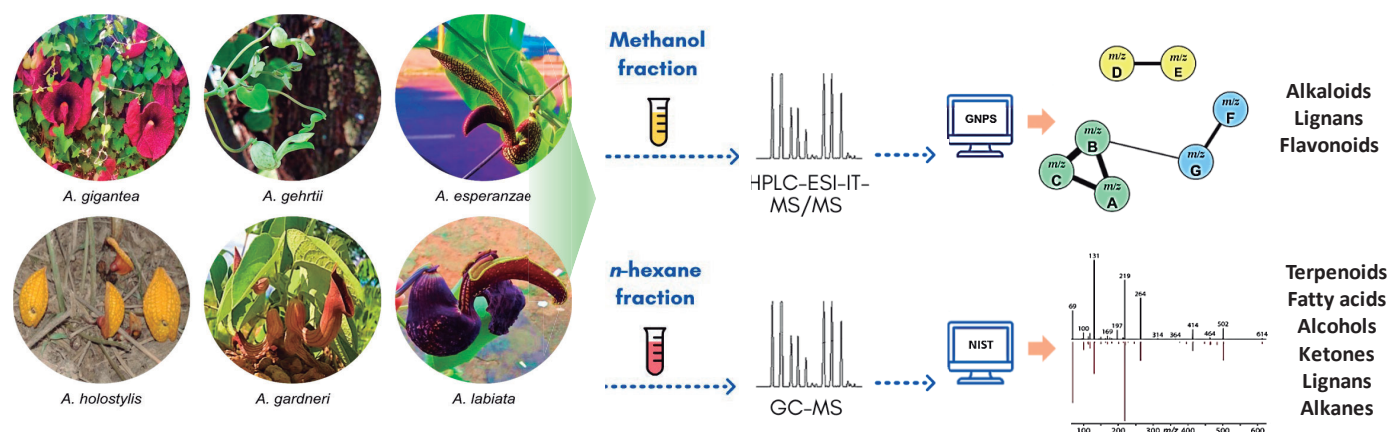 A. gigantea
A. gehrtii
A. esperanzae
A. holostylis
A. gardneri
A. labiata
Methanol
fraction
HPLC-ESI-IT-
MS/MS
GNPS
m/z
D
m/z
E
m/z
F
m/z
B
m/z
G
m/z
C
m/z
A
Alkaloids
Lignans
Flavonoids
n-hexane
fraction
GC-MS
NIST
131
219
69
264
100
169
197
314
364
414
464
502
614
100 200 300 m/z 400 500 600
Terpenoids
Fatty acids
Alcohols
Ketones
Lignans
Alkanes